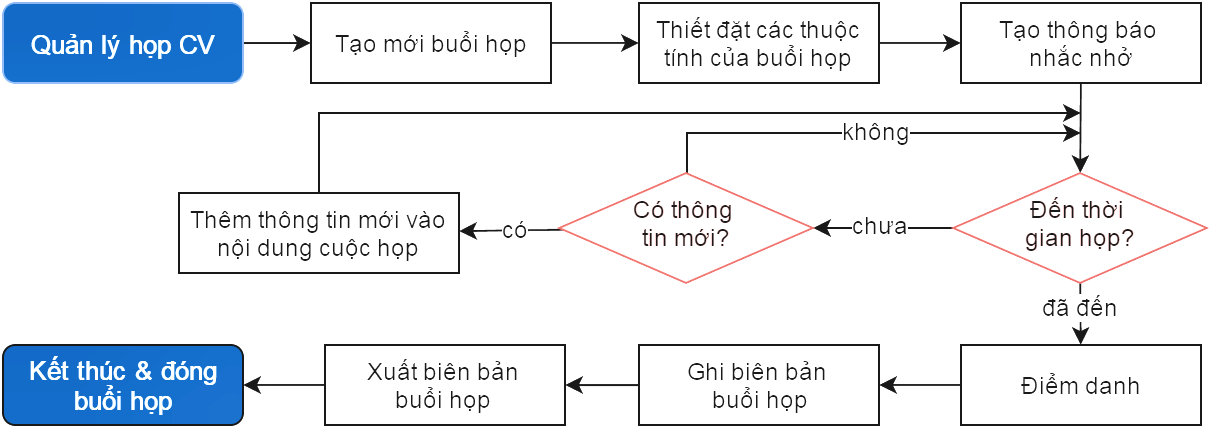 Quản lý họp CV
Tạo mới buổi họp
Thiết đặt các thuộc
tính của buổi họp
Tạo thông báo
nhắc nhở
không
Thêm thông tin mới vào
nội dung cuộc họp
có
Có thông
tin mới?
chưa
Đến thời
gian họp?
đã đến
Kết thúc & đóng
buổi họp
Xuất biên bản
buổi họp
Ghi biên bản
buổi họp
Điểm danh